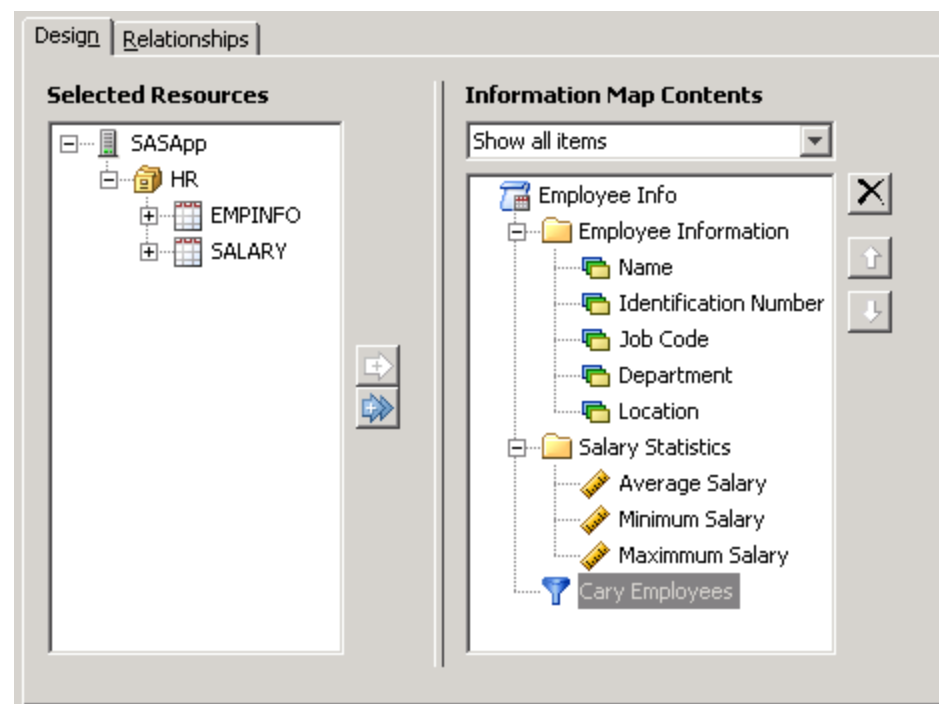 Design
Relationships
Selected Resources
SASApp
HR
EMPINFO
SALARY
Information Map Contents
Show all items
Employee Info
Employee Information
Name
Identification Number
Job Code
Department
Location
Salary Statistics
Average Salary
Minimum Salary
Maximmum Salary
Cary Employees